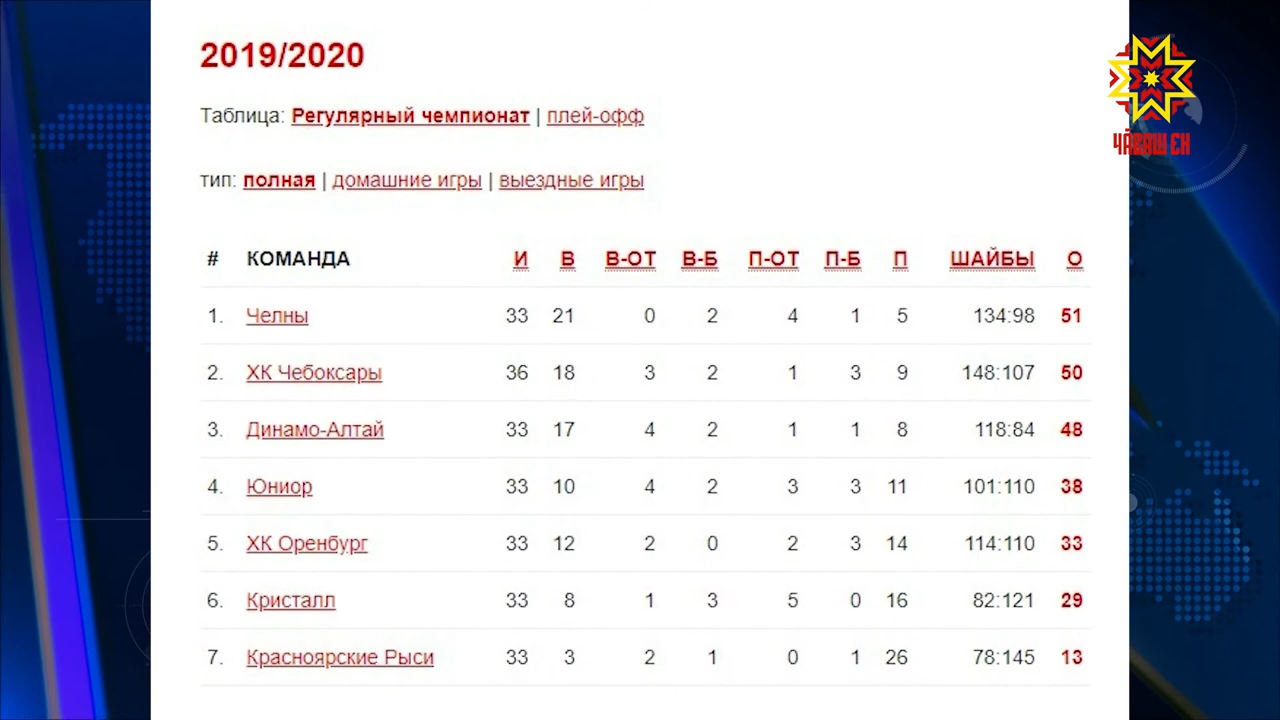 2019/2020
ЧӐВАШ ЕН
Таблица: Регулярный чемпионат | плей-офф
тип: полная | домашние игры | выездные игры
# КОМАНДА И В В-ОТ В-Б П-ОТ П-Б П ШАЙБЫ О
1. Челны 33 21 0 2 4 1 5 134:98 51
2. ХК Чебоксары 36 18 3 2 1 3 9 148:107 50
3. Динамо-Алтай 33 17 4 2 1 1 8 118:84 48
4. Юниор 33 10 4 2 3 3 11 101:110 38
5. ХК Оренбург 33 12 2 0 2 3 14 114:110 33
6. Кристалл 33 8 1 3 5 0 16 82:121 29
7. Красноярские Рыси 33 3 2 1 0 1 26 78:145 13